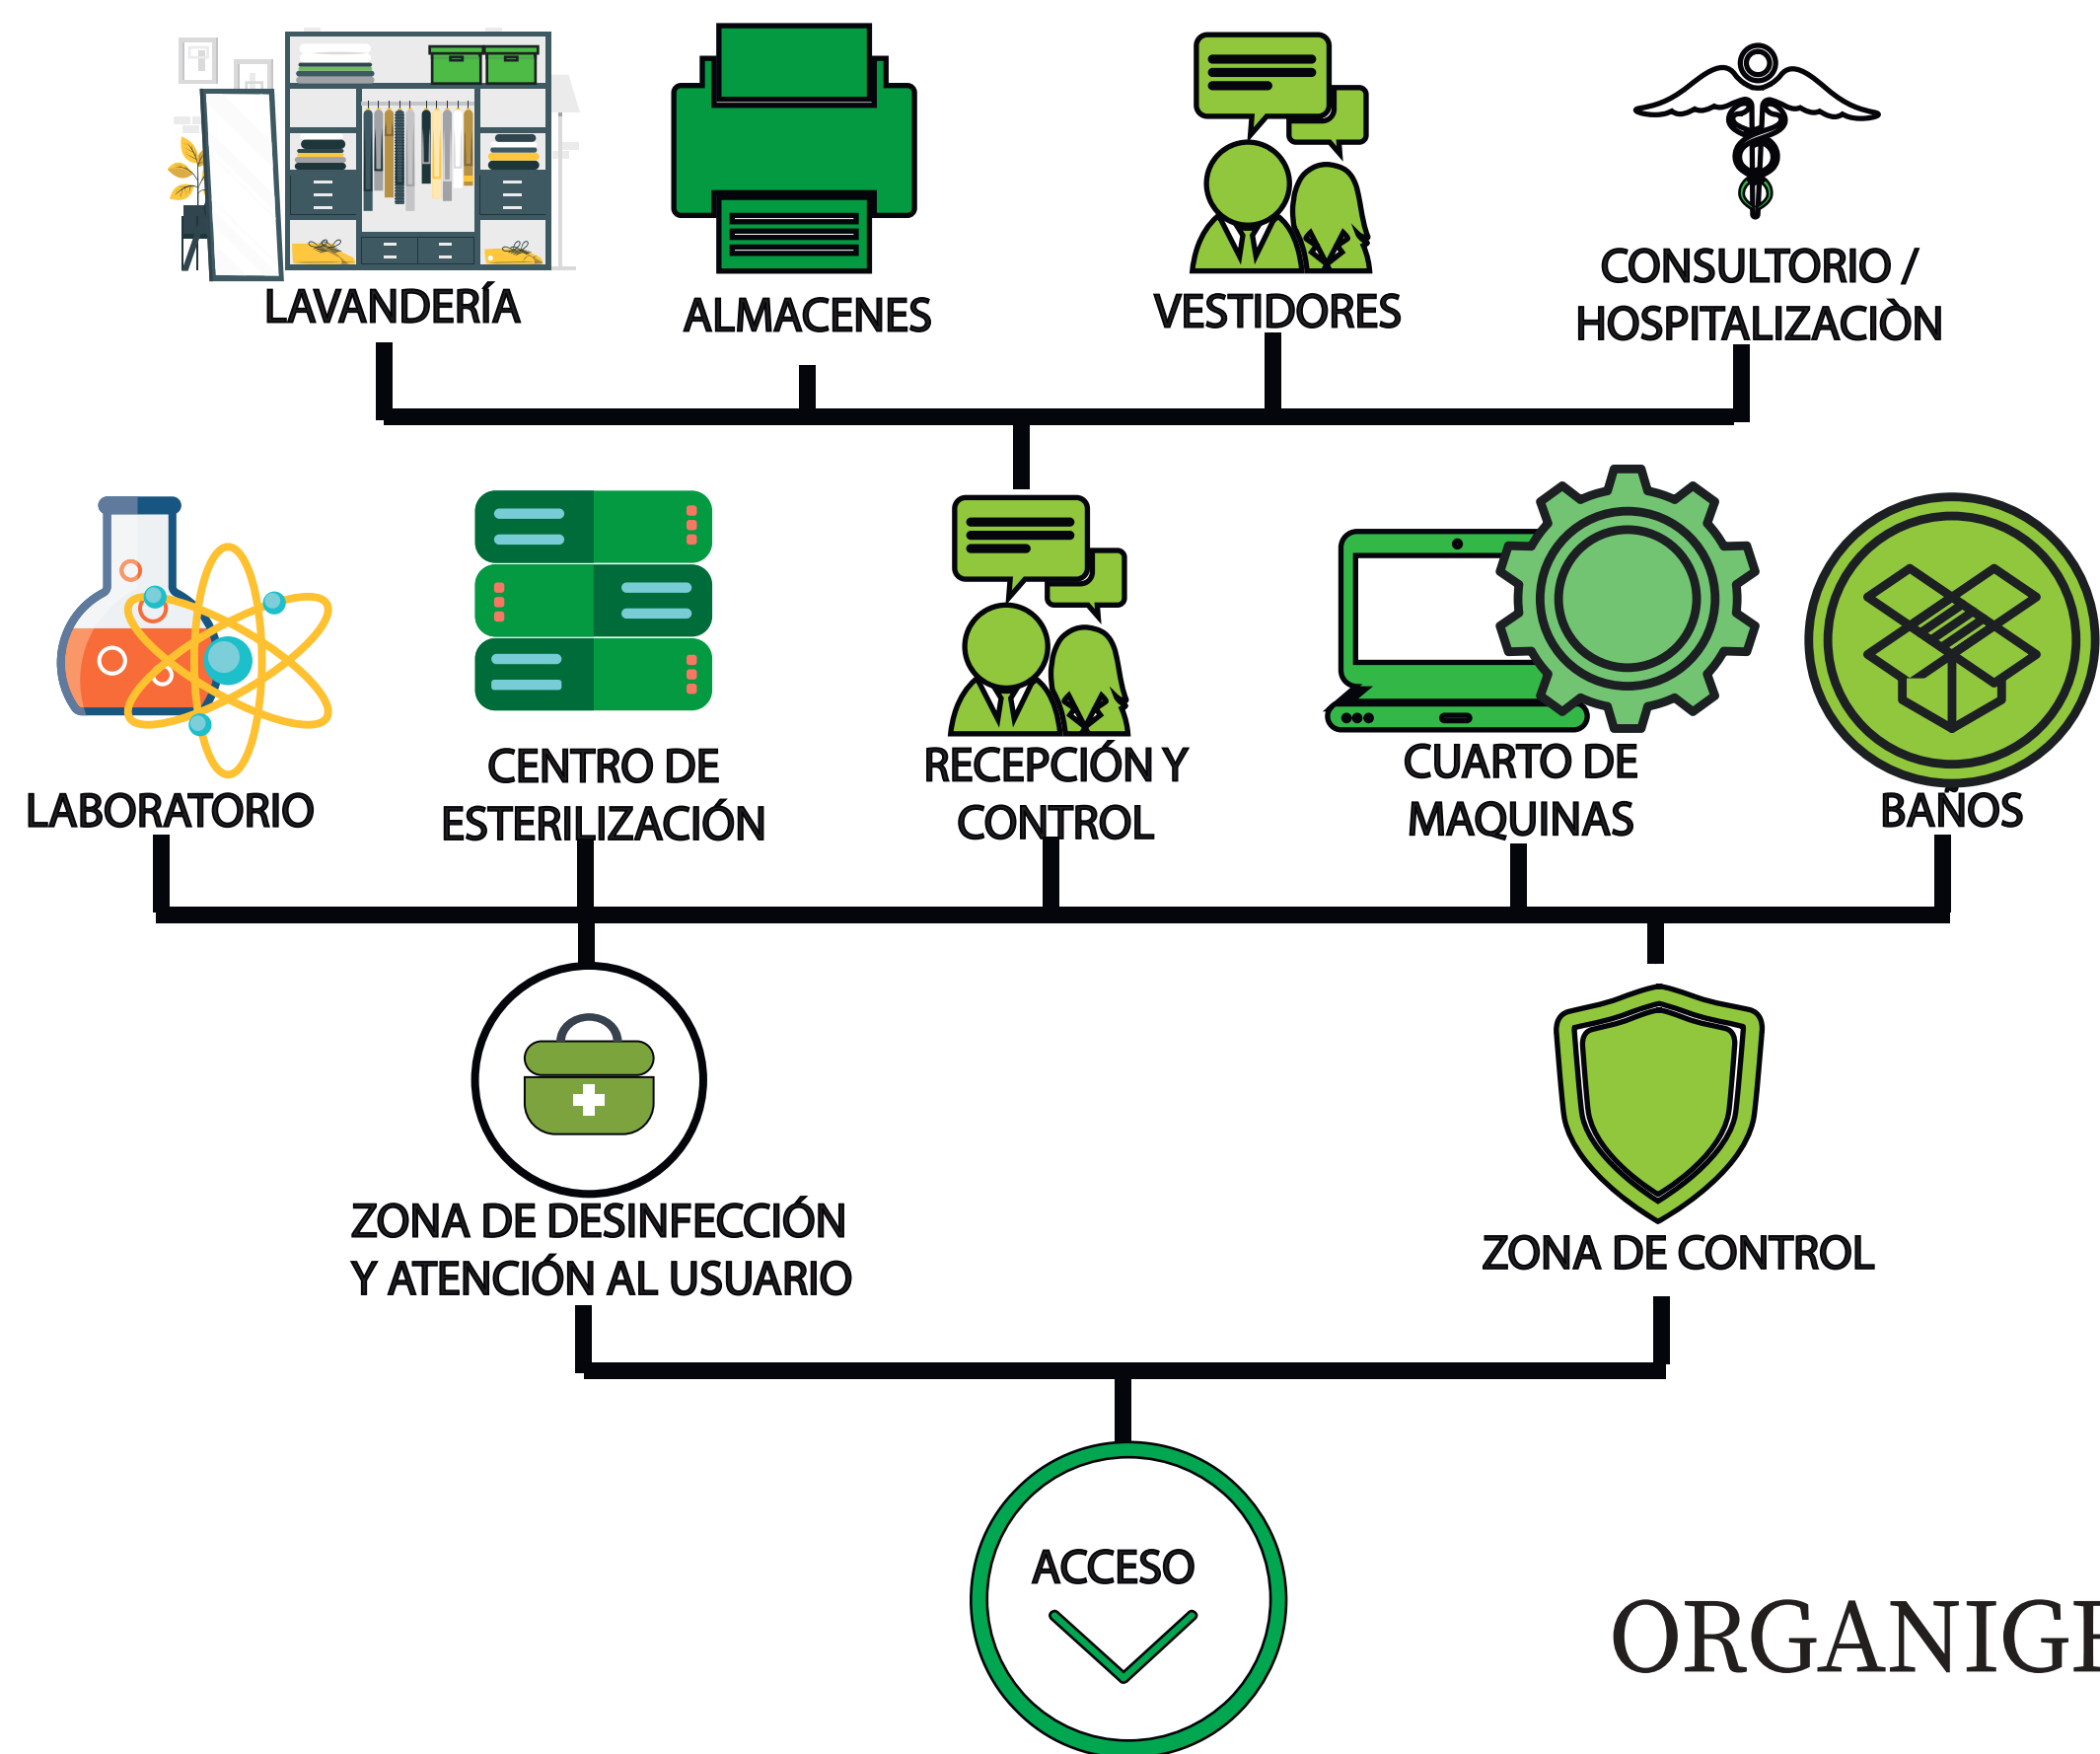 LAVANDERÍA
ALMACENES
VESTIDORES
CONSULTORIO /
HOSPITALIZACIÒN
LABORATORIO
CENTRO DE
ESTERILIZACIÓN
RECEPCIÓN Y
CONTROL
CUARTO DE
MAQUINAS
BAÑOS
ZONA DE DESINFECCIÓN
Y ATENCIÓN AL USUARIO
ZONA DE CONTROL
ACCESO